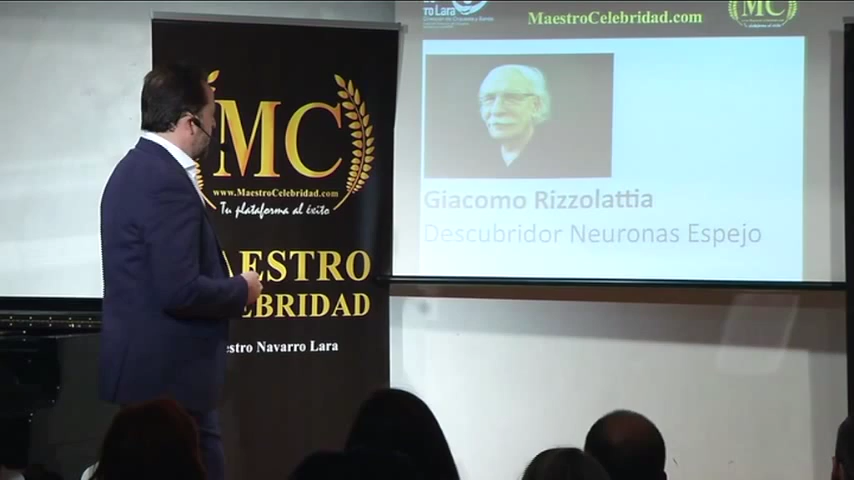 MC
www.MaestroCelebridad.com
Tu plataforma al éxito
ESTRO
EBRIDAD
estro Navarro Lara
rro Lara
MaestroCelebridad.com
MC
Giacomo Rizzolattia
Descubridor Neuronas Espejo